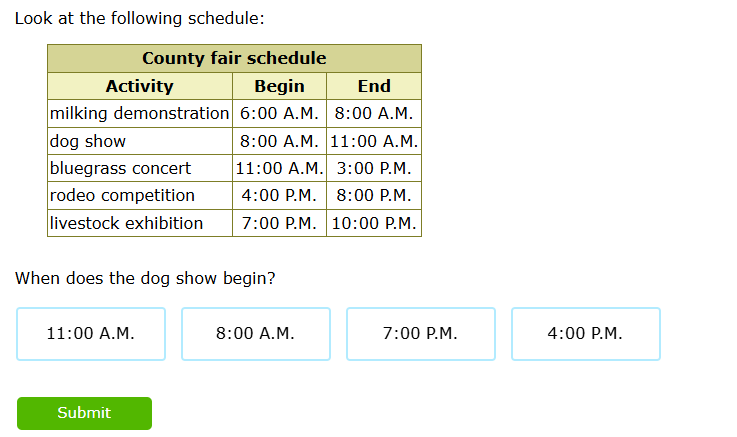 Look at the following schedule:
County fair schedule
Activity Begin End
milking demonstration 6:00 A.M. 8:00 A.M.
dog show 8:00 A.M. 11:00 A.M.
bluegrass concert 11:00 A.M. 3:00 P.M.
rodeo competition 4:00 P.M. 8:00 P.M.
livestock exhibition 7:00 P.M. 10:00 P.M.
When does the dog show begin?
11:00 A.M. 8:00 A.M. 7:00 P.M. 4:00 P.M.
Submit